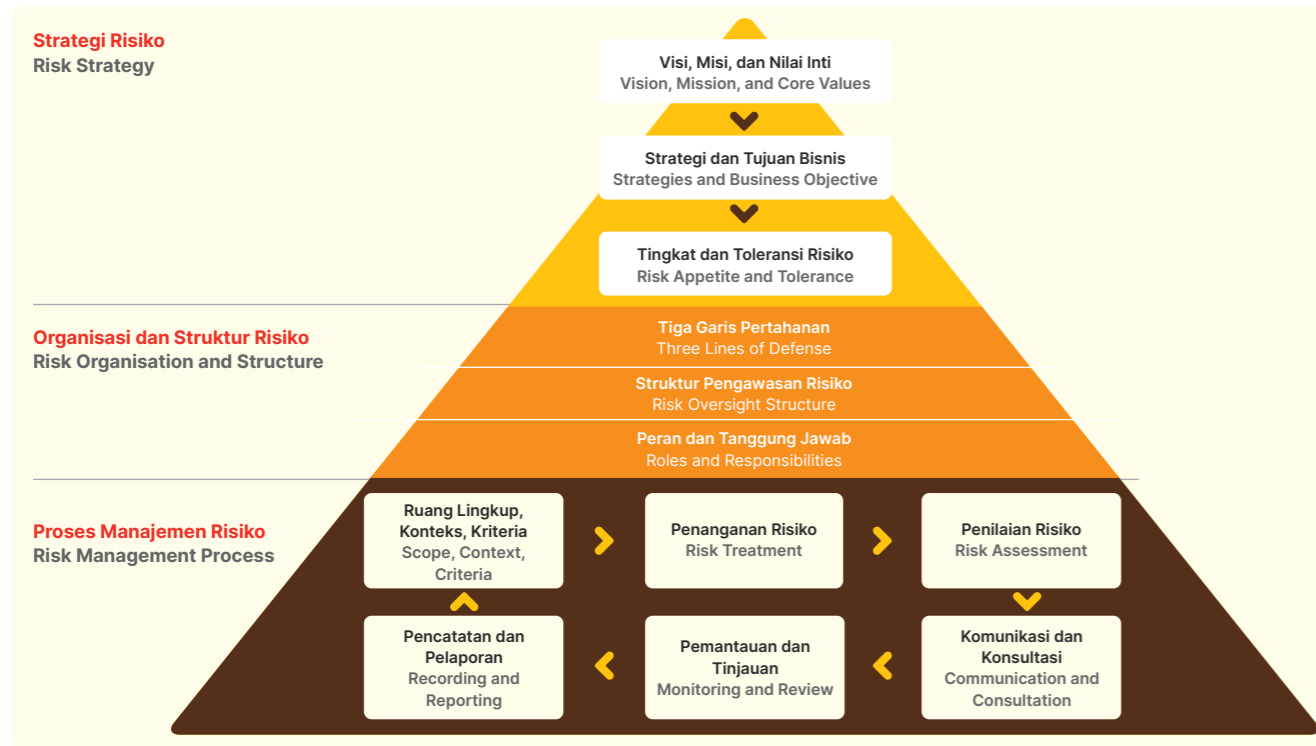 Strategi Risiko
Risk Strategy
Visi, Misi, dan Nilai Inti
Vision, Mission, and Core Values
Strategi dan Tujuan Bisnis
Strategies and Business Objective
Tingkat dan Toleransi Risiko
Risk Appetite and Tolerance
Organisasi dan Struktur Risiko
Risk Organisation and Structure
Tiga Garis Pertahanan
Three Lines of Defense
Struktur Pengawasan Risiko
Risk Oversight Structure
Peran dan Tanggung Jawab
Roles and Responsibilities
Proses Manajemen Risiko
Risk Management Process
Ruang Lingkup,
Konteks, Kriteria
Scope, Context,
Criteria
Penanganan Risiko
Risk Treatment
Penilaian Risiko
Risk Assessment
Pencatatan dan
Pelaporan
Recording and
Reporting
Pemantauan dan
Tinjauan
Monitoring and Review
Komunikasi dan
Konsultasi
Communication and
Consultation